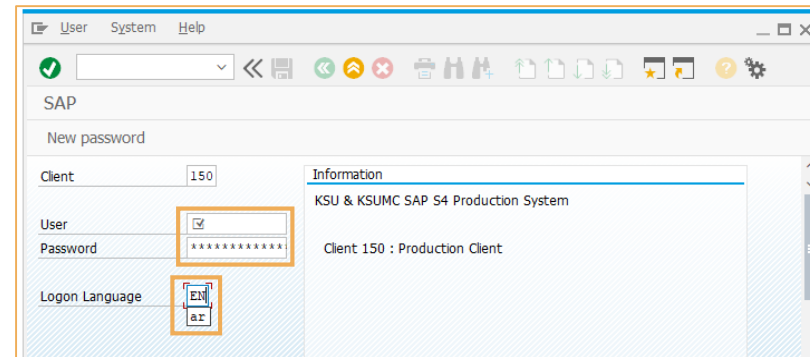 User System Help
SAP
New password
Client 150
Information
KSU & KSUMC SAP S4 Production System
User
Password ************
Client 150 : Production Client
Logon Language EN
ar